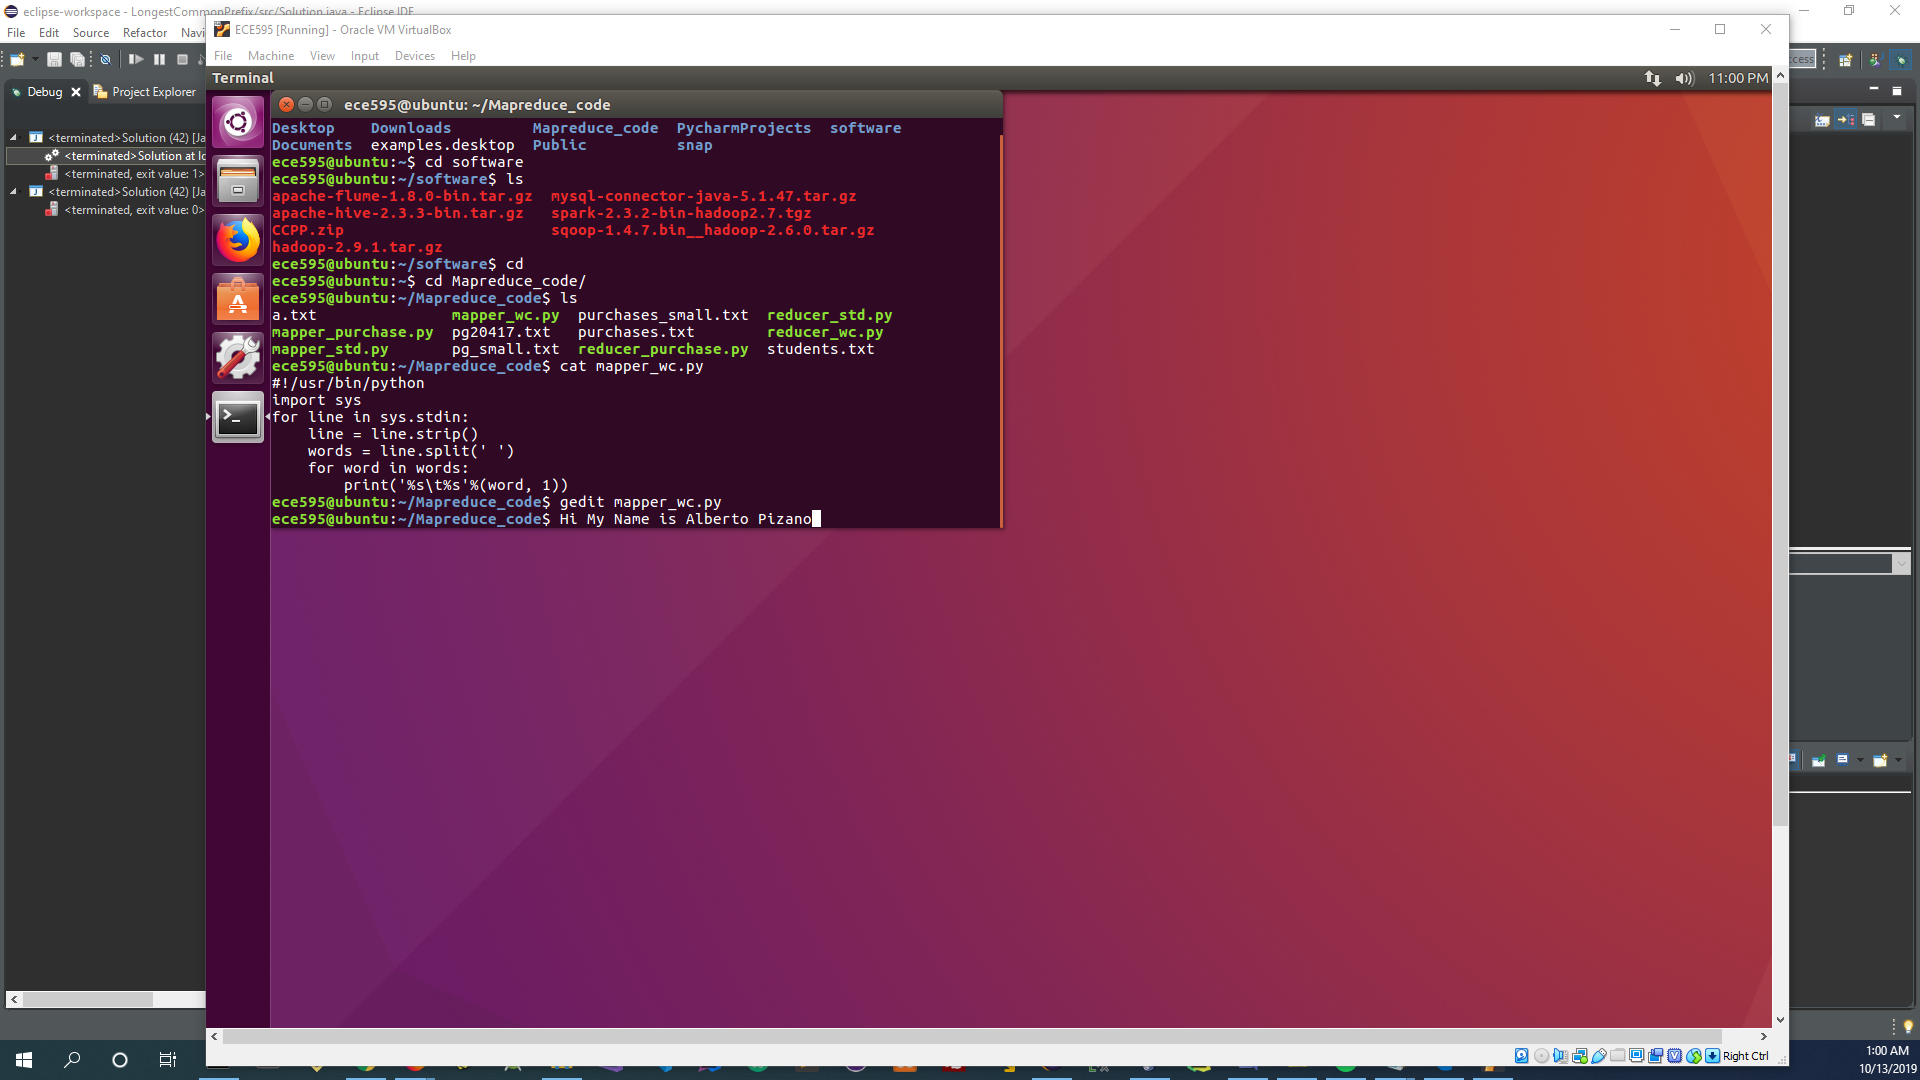 eclipse-workspace - LongestCommonPrefix/src/Solution.java - Eclipse IDE
File Edit Source Refactor Navi
ECE595 [Running] - Oracle VM VirtualBox
File Machine View Input Devices Help
Terminal
11:00 PM
Debug Project Explorer
<terminated>Solution (42) [Ja
<terminated>Solution at lo
<terminated, exit value: 1>
<terminated>Solution (42) [Ja
<terminated, exit value: 0>
ece595@ubuntu: ~/Mapreduce_code
Desktop Downloads Mapreduce_code PycharmProjects software
Documents examples.desktop Public snap
ece595@ubuntu:~$ cd software
ece595@ubuntu:~/software$ ls
apache-flume-1.8.0-bin.tar.gz mysql-connector-java-5.1.47.tar.gz
apache-hive-2.3.3-bin.tar.gz spark-2.3.2-bin-hadoop2.7.tgz
CCPP.zip sqoop-1.4.7.bin__hadoop-2.6.0.tar.gz
hadoop-2.9.1.tar.gz
ece595@ubuntu:~/software$ cd
ece595@ubuntu:~$ cd Mapreduce_code/
ece595@ubuntu:~/Mapreduce_code$ ls
a.txt mapper_wc.py purchases_small.txt reducer_std.py
mapper_purchase.py pg20417.txt purchases.txt reducer_wc.py
mapper_std.py pg_small.txt reducer_purchase.py students.txt
ece595@ubuntu:~/Mapreduce_code$ cat mapper_wc.py
#!/usr/bin/python
import sys
for line in sys.stdin:
    line = line.strip()
    words = line.split(' ')
    for word in words:
        print('%s\t%s'%(word, 1))
ece595@ubuntu:~/Mapreduce_code$ gedit mapper_wc.py
ece595@ubuntu:~/Mapreduce_code$ Hi My Name is Alberto Pizano
Right Ctrl
1:00 AM
10/13/2019